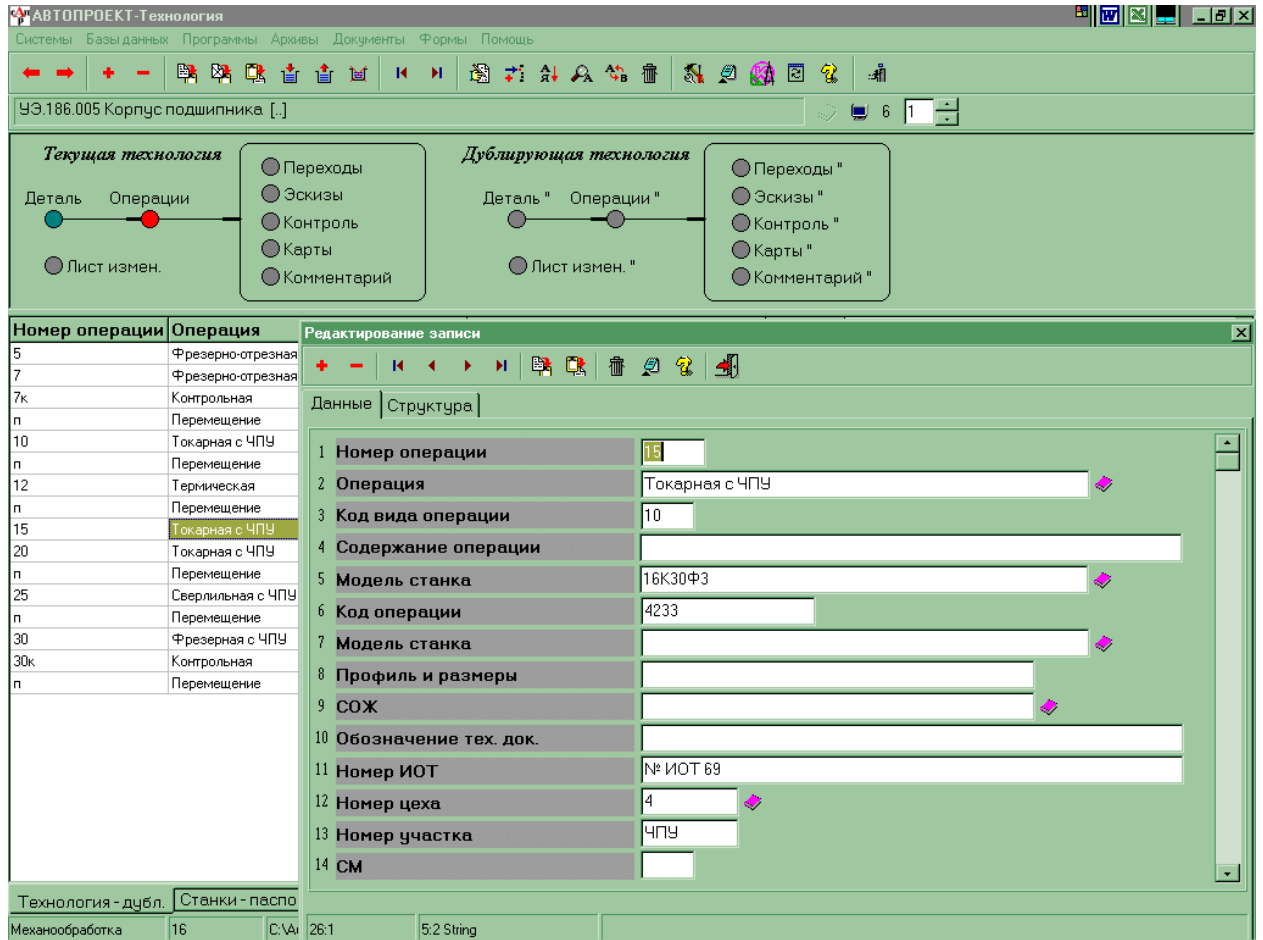 АВТОПРОЕКТ-Технология
Системы Базы данных Программы Архивы Документы Формы Помощь
УЭ.186.005 Корпус подшипника [..] 6 1
Текущая технология Дублирующая технология
Переходы Переходы "
Деталь Операции Эскизы Деталь " Операции " Эскизы "
Контроль Контроль "
Карты Карты "
Лист измен. Комментарий Лист измен. " Комментарий "
Номер операции Операция
5 Фрезерно-отрезная
7 Фрезерно-отрезная
7к Контрольная
п Перемещение
10 Токарная с ЧПУ
п Перемещение
12 Термическая
п Перемещение
15 Токарная с ЧПУ
20 Токарная с ЧПУ
п Перемещение
25 Сверлильная с ЧПУ
п Перемещение
30 Фрезерная с ЧПУ
30к Контрольная
п Перемещение
Редактирование записи
Данные Структура
1 Номер операции 15
2 Операция Токарная с ЧПУ
3 Код вида операции 10
4 Содержание операции
5 Модель станка 16К30Ф3
6 Код операции 4233
7 Модель станка
8 Профиль и размеры
9 СОЖ
10 Обозначение тех. док.
11 Номер ИОТ № ИОТ 69
12 Номер цеха 4
13 Номер участка ЧПУ
14 СМ
Технология - дубл. Станки - паспо
Механообработка 16 26:1 5:2 String